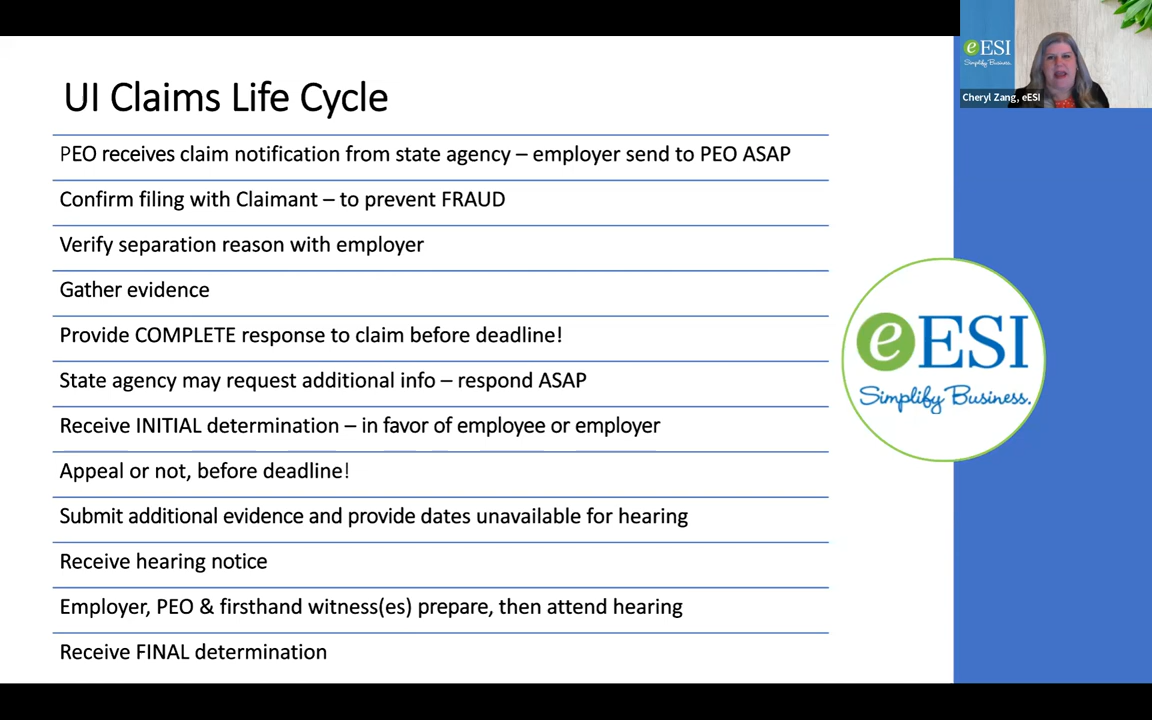 eESI
Simplify Business.
Cheryl Zang, eESI
UI Claims Life Cycle
PEO receives claim notification from state agency – employer send to PEO ASAP
Confirm filing with Claimant – to prevent FRAUD
Verify separation reason with employer
Gather evidence
Provide COMPLETE response to claim before deadline!
State agency may request additional info – respond ASAP
Receive INITIAL determination – in favor of employee or employer
Appeal or not, before deadline!
Submit additional evidence and provide dates unavailable for hearing
Receive hearing notice
Employer, PEO & firsthand witness(es) prepare, then attend hearing
Receive FINAL determination
eESI
Simplify Business.